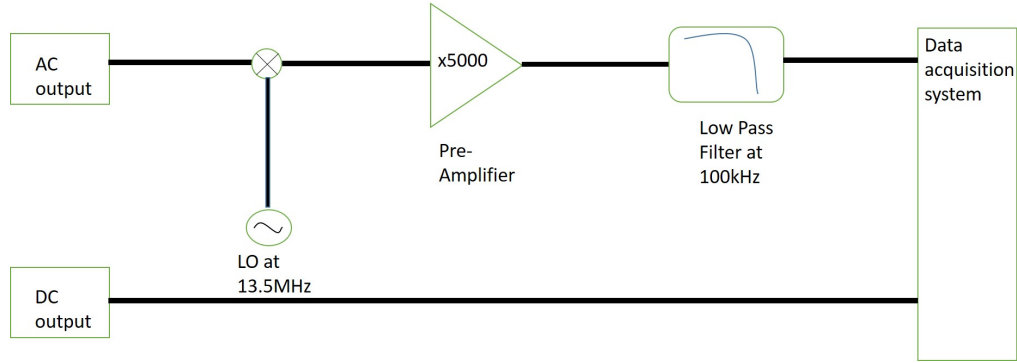 AC
output
x5000
Data
acquisition
system
Pre-
Amplifier
Low Pass
Filter at
100kHz
LO at
13.5MHz
DC
output